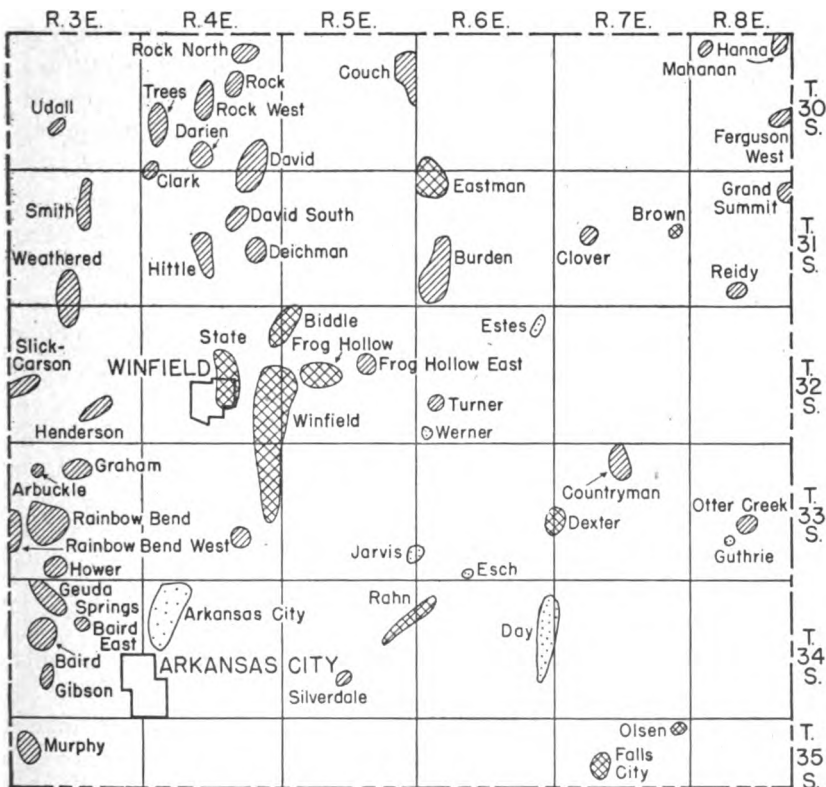 R.3E. R.4E. R.5E. R.6E. R.7E. R.8E.
Rock North
Couch
Hanna
Mahanan
Trees
Rock
Rock West
Udall
Darien
T.
30
S.
Ferguson
West
David
Clark
Eastman
Grand
Summit
Smith
David South
Brown
T.
31
S.
Weathered
Hittle
Deichman
Burden
Clover
Reidy
State
Biddle
Estes
Frog Hollow
Slick-
Carson
WINFIELD
Frog Hollow East
T.
32
S.
Henderson
Winfield
Turner
Werner
Graham
Arbuckle
Countryman
Otter Creek
Rainbow Bend
Dexter
T.
33
S.
Rainbow Bend West
Jarvis
Guthrie
Hower
Esch
Geuda
Springs
Arkansas City
Rahn
Baird
East
Day
T.
34
S.
Baird
ARKANSAS CITY
Gibson
Silverdale
Olsen
Murphy
Falls
City
T.
35
S.